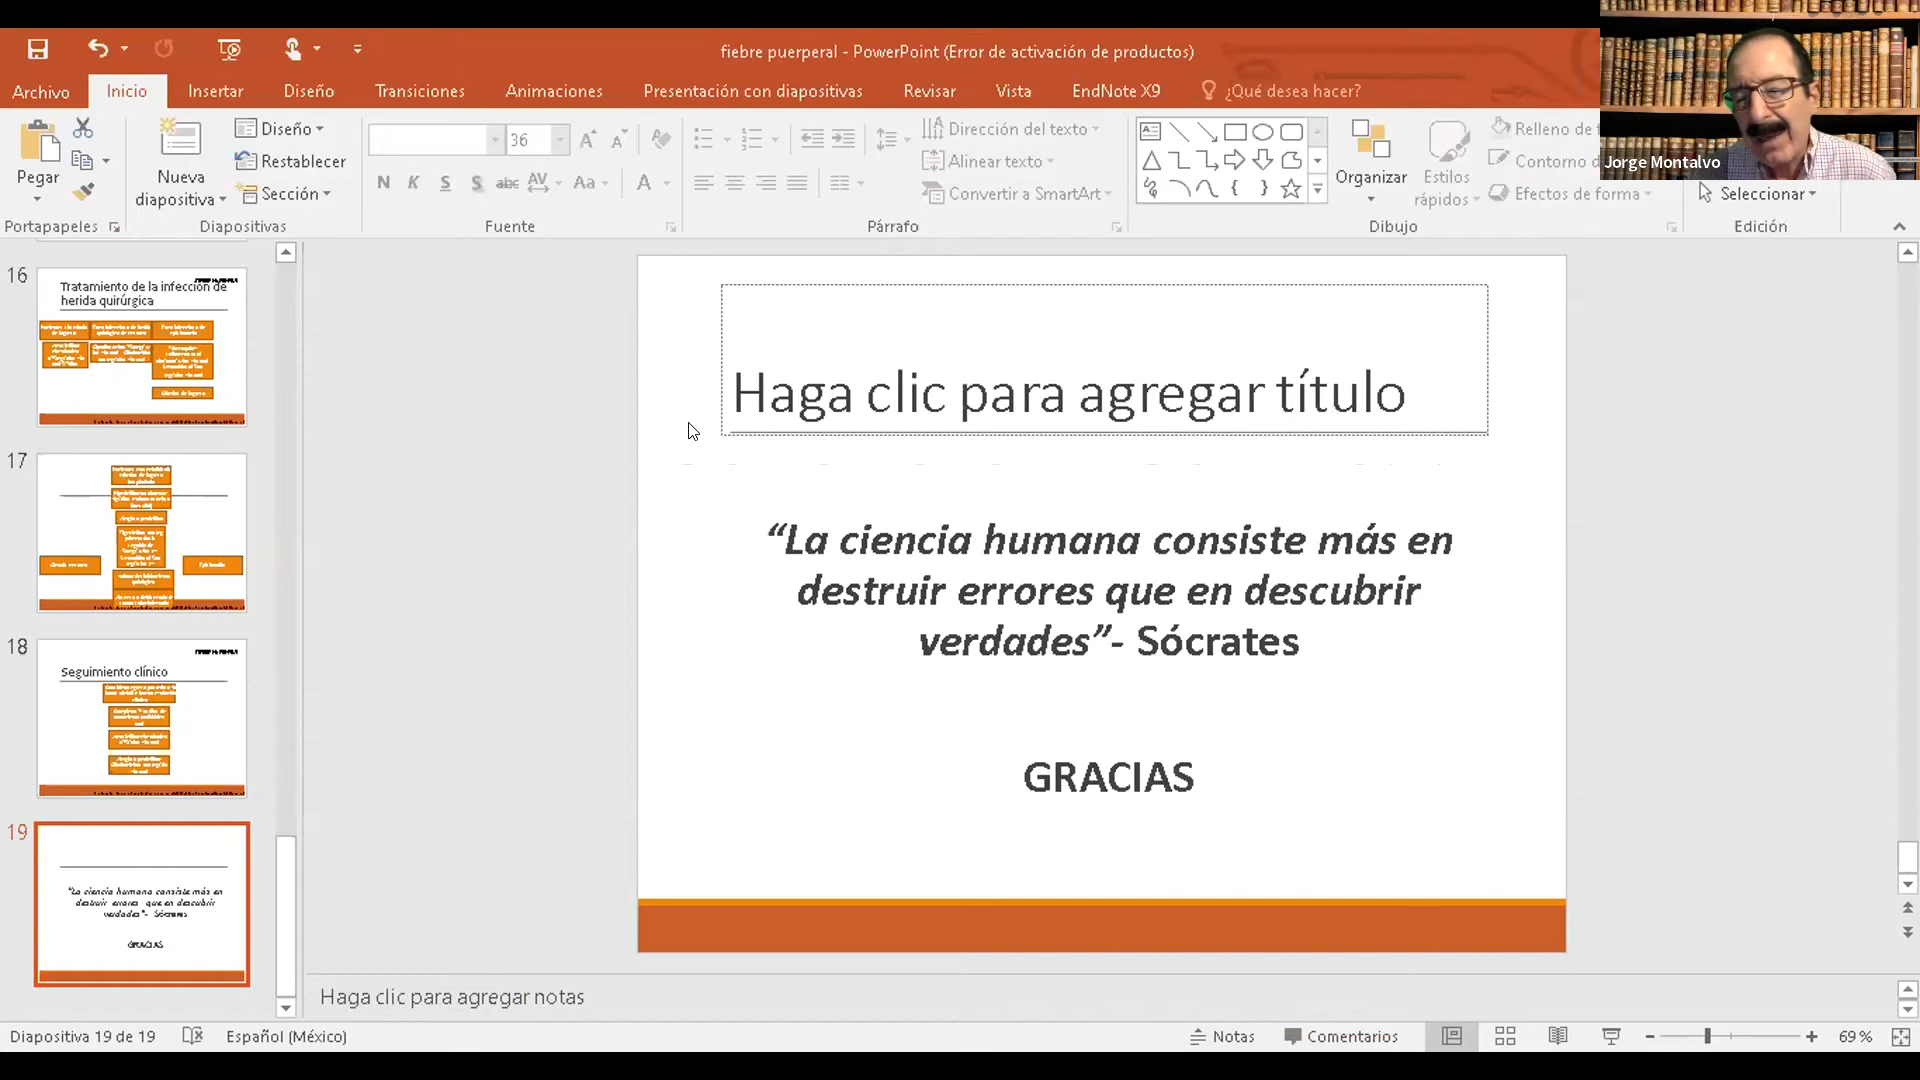 fiebre puerperal - PowerPoint (Error de activación de productos)
Archivo Inicio Insertar Diseño Transiciones Animaciones Presentación con diapositivas Revisar Vista EndNote X9 ¿Qué desea hacer?
Jorge Montalvo
Pegar
Nueva diapositiva
Diseño
Restablecer
Sección
36
N K S S abc AV Aa A
Dirección del texto
Alinear texto
Convertir a SmartArt
Organizar
Estilos rápidos
Relleno de
Contorno
Efectos de forma
Seleccionar
Portapapeles Diapositivas Fuente Párrafo Dibujo Edición
16
Tratamiento de la infección de
herida quirúrgica
17
18
Seguimiento clínico
19
“La ciencia humana consiste más en
destruir errores que en descubrir
verdades”- Sócrates
GRACIAS
Haga clic para agregar título
“La ciencia humana consiste más en
destruir errores que en descubrir
verdades”- Sócrates
GRACIAS
Haga clic para agregar notas
Diapositiva 19 de 19 Español (México) Notas Comentarios 69 %